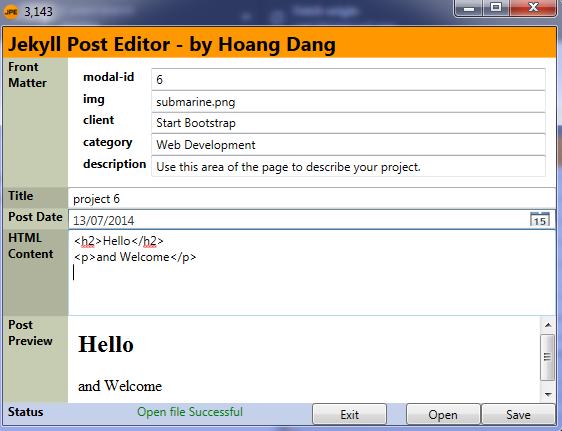 JPE 3,143
Jekyll Post Editor - by Hoang Dang
Front Matter
modal-id 6
img submarine.png
client Start Bootstrap
category Web Development
description Use this area of the page to describe your project.
Title project 6
Post Date 13/07/2014 15
HTML Content
<h2>Hello</h2>
<p>and Welcome</p>
Post Preview
Hello
and Welcome
Status Open file Successful Exit Open Save